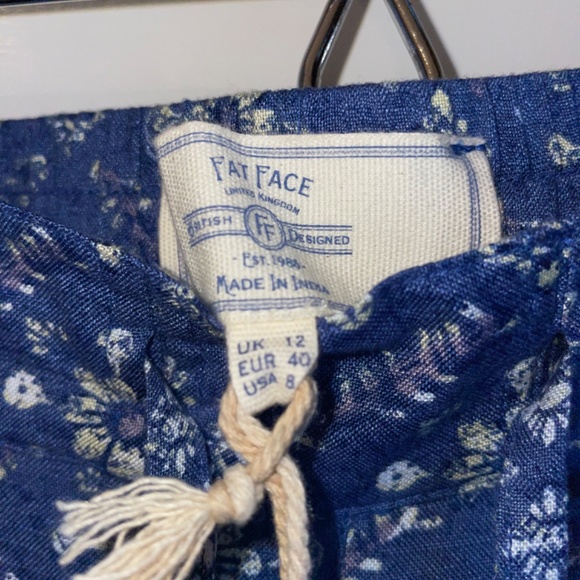 FAT FACE
UNITED KINGDOM
BRITISH FF DESIGNED
- EST. 1988 -
MADE IN INDIA
UK 12
EUR 40
USA 8